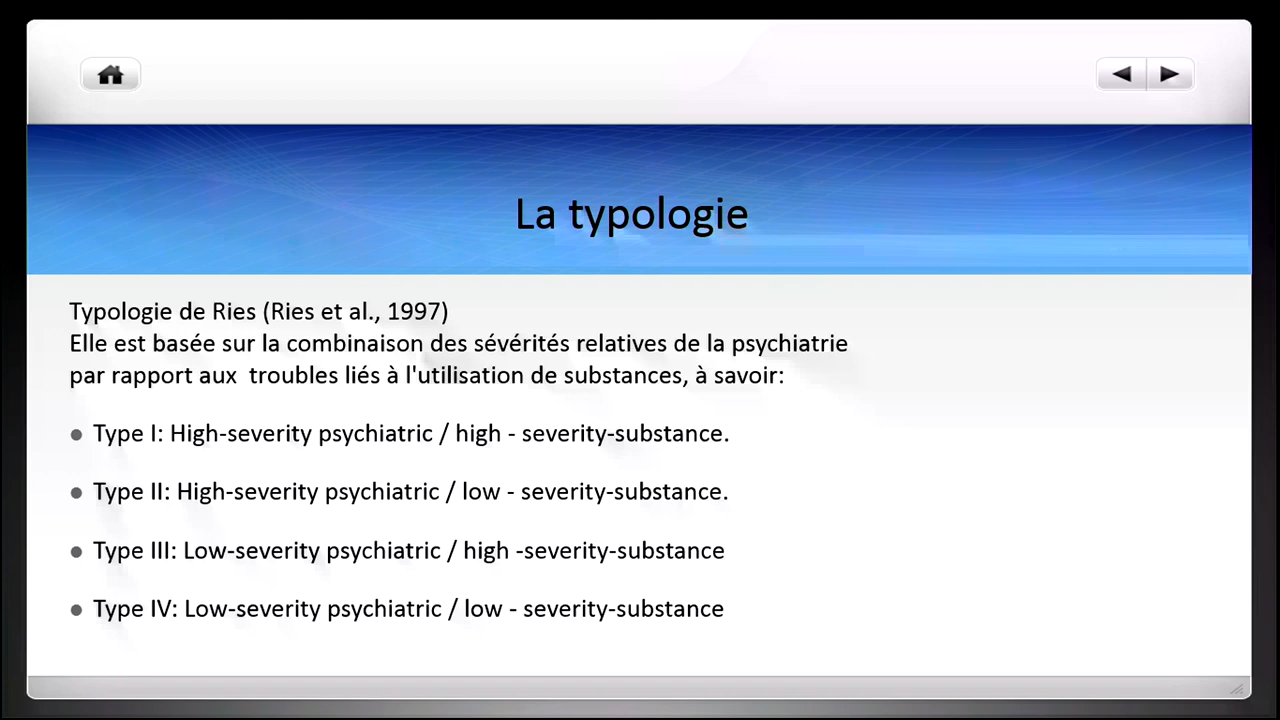 La typologie
Typologie de Ries (Ries et al., 1997)
Elle est basée sur la combinaison des sévérités relatives de la psychiatrie
par rapport aux  troubles liés à l'utilisation de substances, à savoir:
● Type I: High-severity psychiatric / high - severity-substance.
● Type II: High-severity psychiatric / low - severity-substance.
● Type III: Low-severity psychiatric / high -severity-substance
● Type IV: Low-severity psychiatric / low - severity-substance